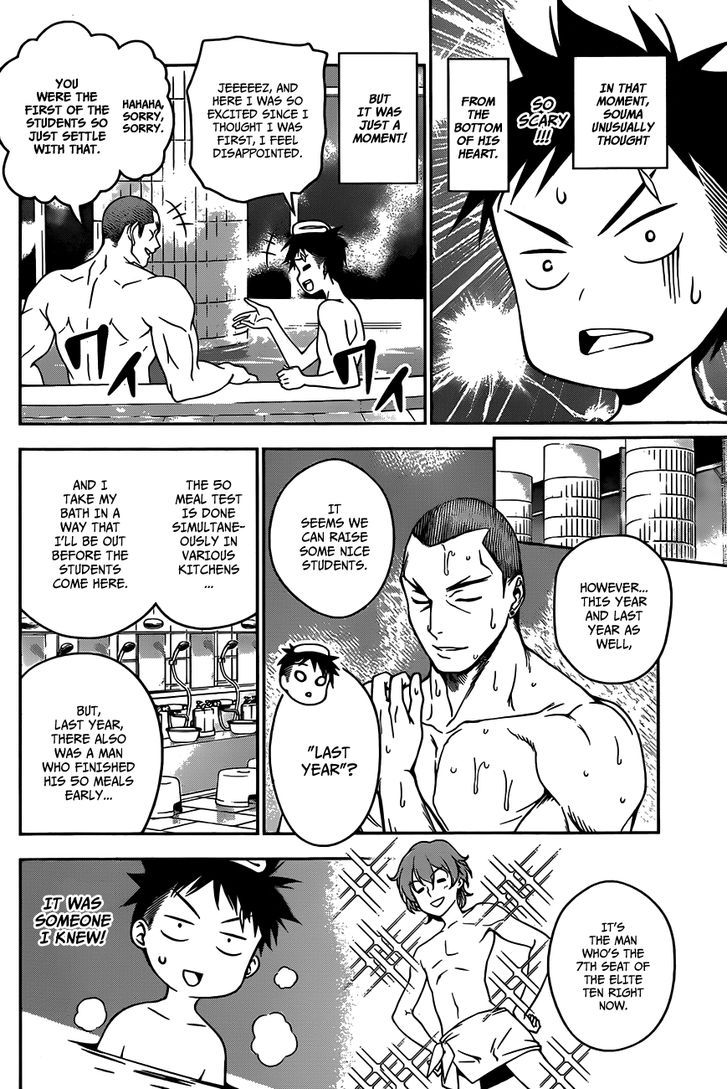 IN THAT
MOMENT,
SOUMA
UNUSUALLY
THOUGHT
SO
SCARY
!!!
FROM
THE
BOTTOM
OF HIS
HEART.
BUT
IT WAS
JUST A
MOMENT!
JEEEEEZ, AND
HERE I WAS SO
EXCITED SINCE I
THOUGHT I WAS
FIRST, I FEEL
DISAPPOINTED.
HAHAHA,
SORRY,
SORRY.
YOU
WERE THE
FIRST OF THE
STUDENTS SO
JUST SETTLE
WITH THAT.
ワイ
ワイ
HOWEVER...
THIS YEAR
AND LAST
YEAR AS
WELL,
IT
SEEMS WE
CAN RAISE
SOME NICE
STUDENTS.
"LAST
YEAR"?
THE 50
MEAL TEST
IS DONE
SIMULTANE-
OUSLY IN
VARIOUS
KITCHENS
...
AND I
TAKE MY
BATH IN A
WAY THAT
I'LL BE OUT
BEFORE THE
STUDENTS
COME HERE.
BUT,
LAST YEAR,
THERE ALSO
WAS A MAN
WHO FINISHED
HIS 50 MEALS
EARLY...
IT'S
THE MAN
WHO'S THE
7TH SEAT OF
THE ELITE
TEN RIGHT
NOW.
IT WAS
SOMEONE
I KNEW!